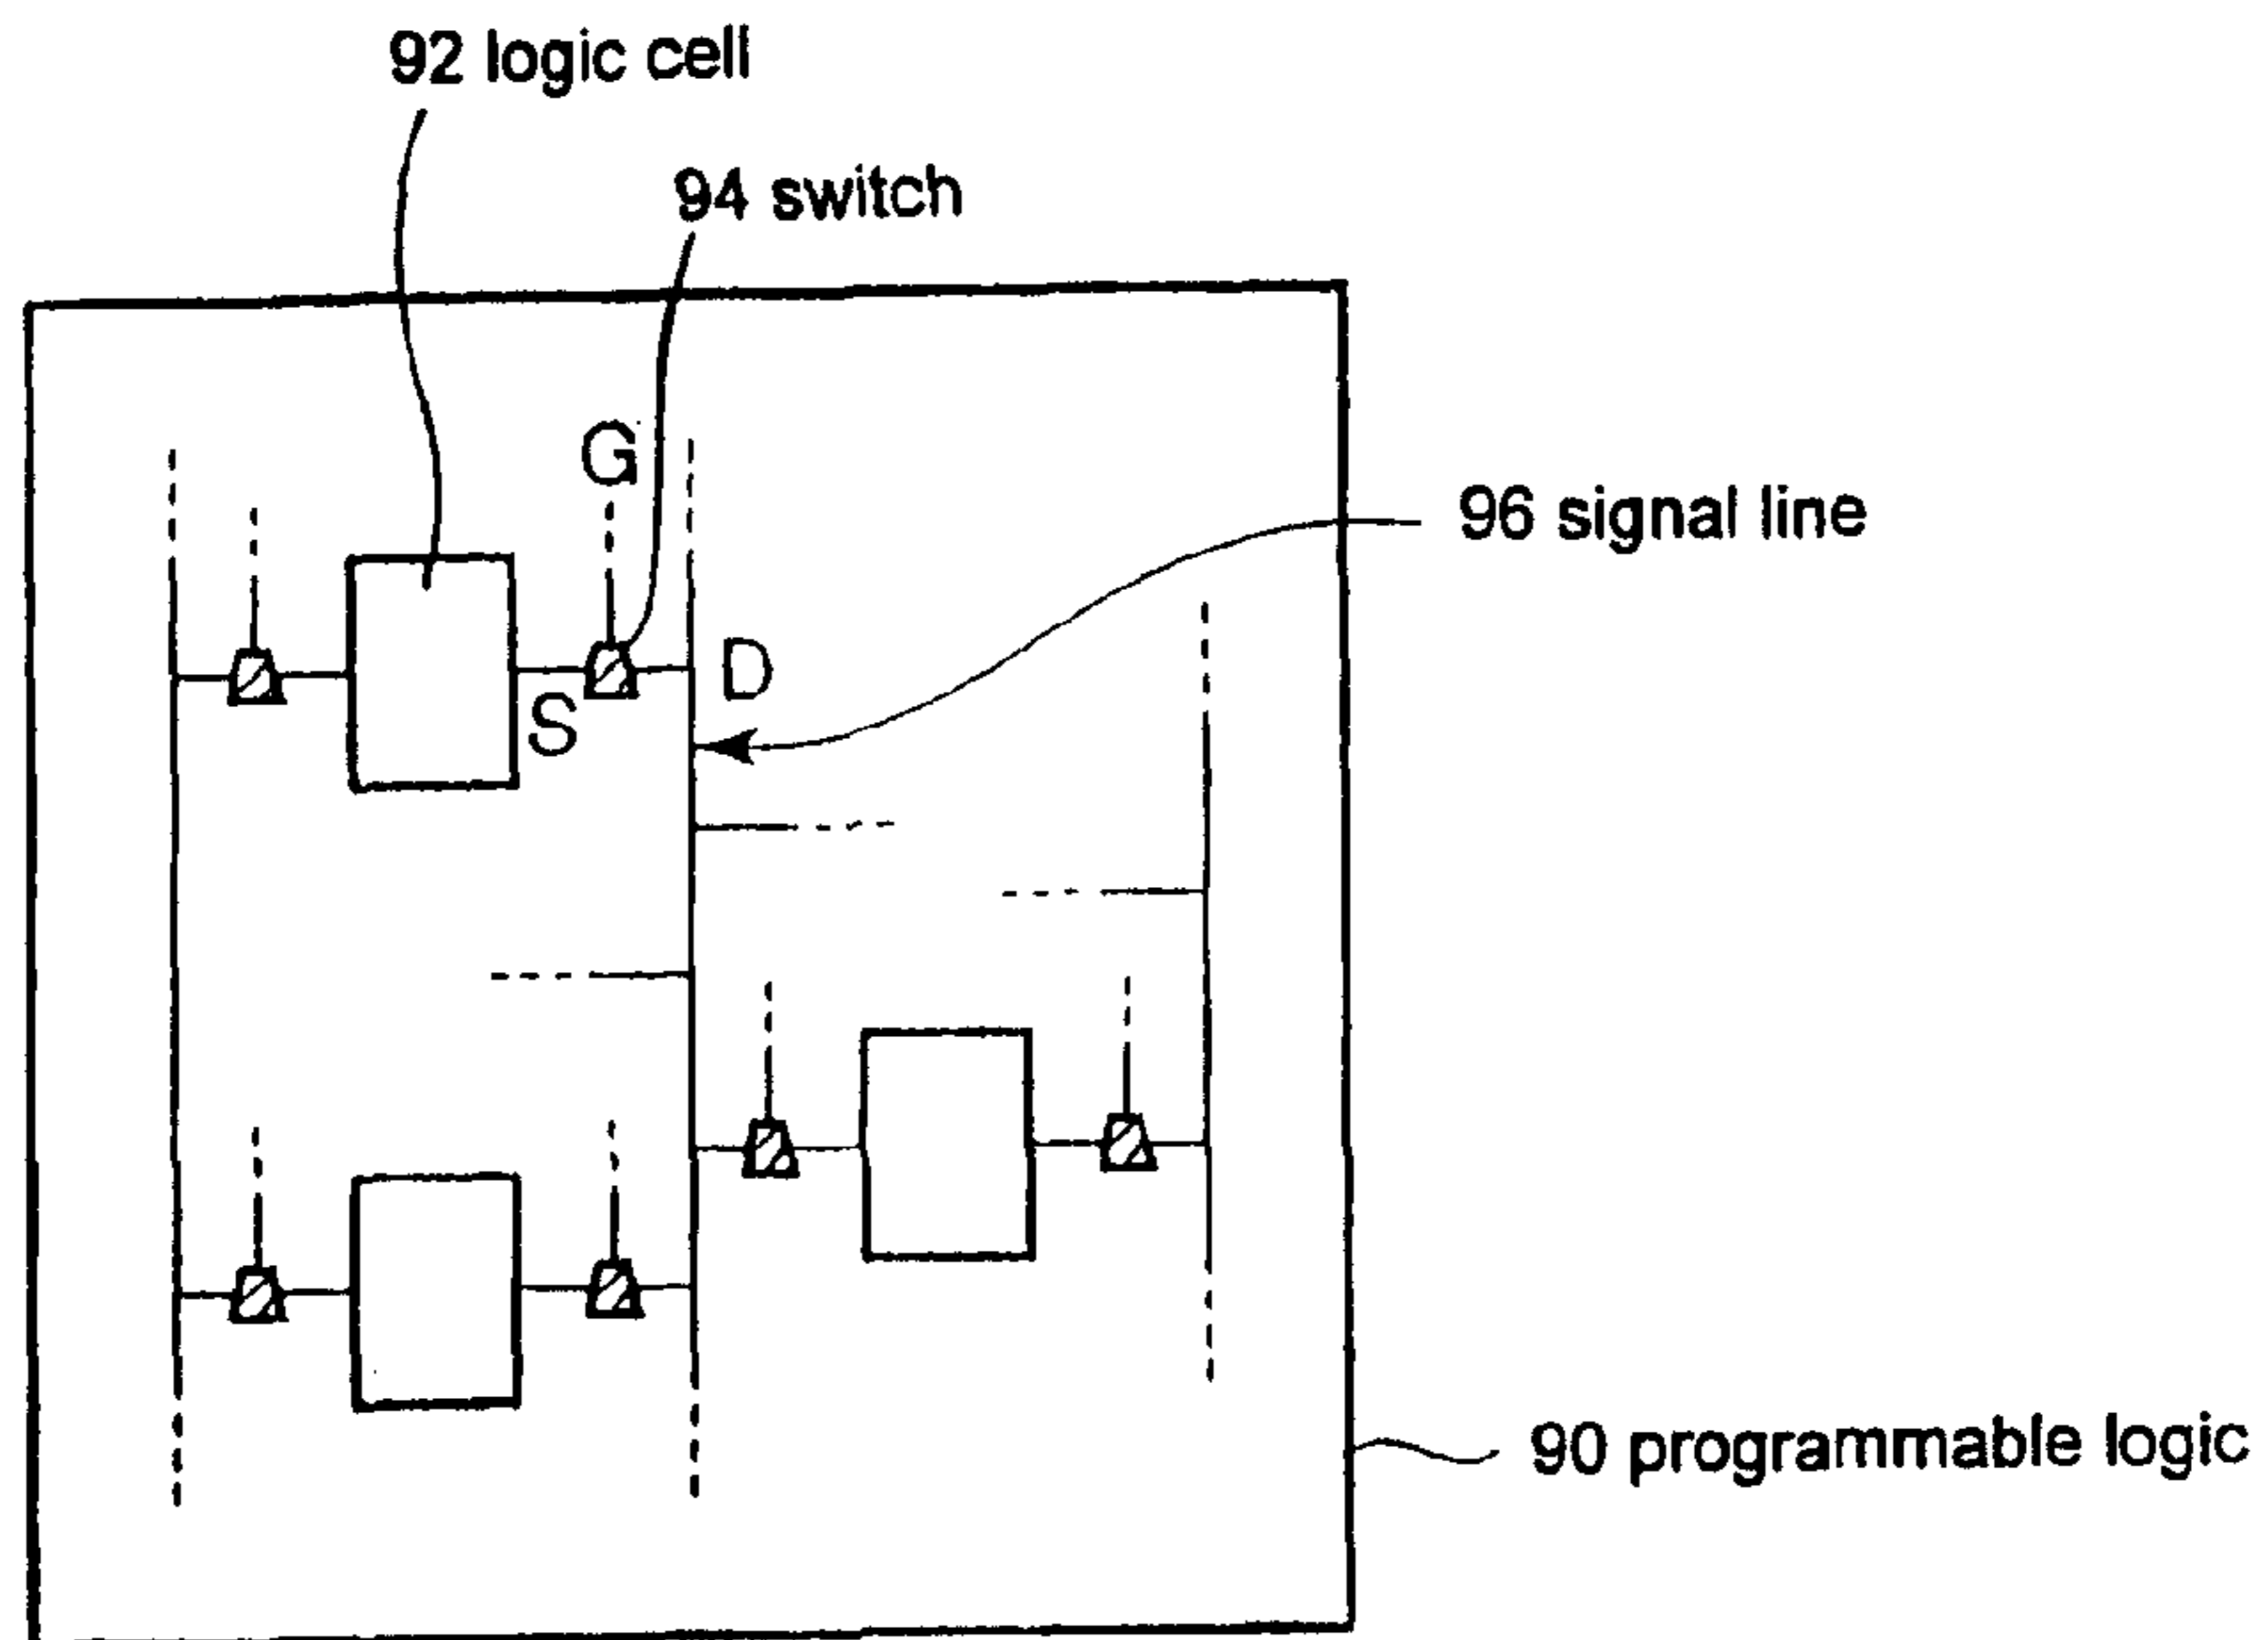 92 logic cell
94 switch
G
96 signal line
D
S
90 programmable logic